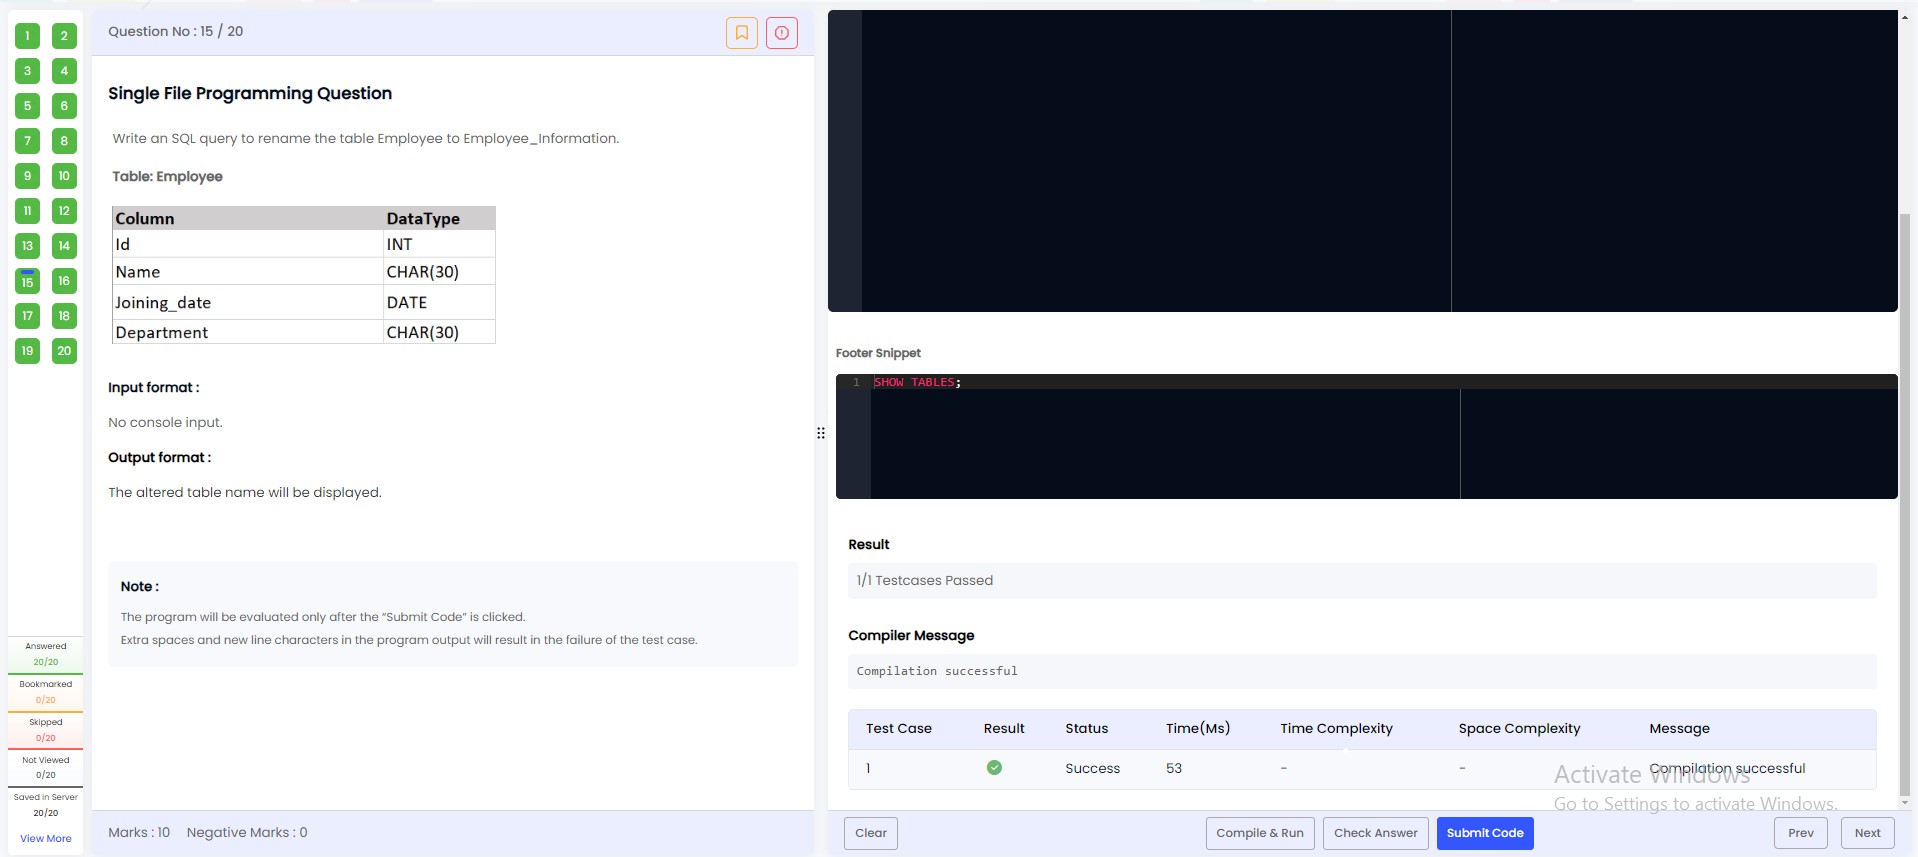 1 2
3 4
5 6
7 8
9 10
11 12
13 14
15 16
17 18
19 20
Answered
20/20
Bookmarked
0/20
Skipped
0/20
Not Viewed
0/20
Saved in Server
20/20
View More
Question No : 15 / 20
Single File Programming Question
Write an SQL query to rename the table Employee to Employee_Information.
Table: Employee
Column DataType
Id INT
Name CHAR(30)
Joining_date DATE
Department CHAR(30)
Input format :
No console input.
Output format :
The altered table name will be displayed.
Note :
The program will be evaluated only after the “Submit Code” is clicked.
Extra spaces and new line characters in the program output will result in the failure of the test case.
Marks : 10 Negative Marks : 0
Footer Snippet
1 SHOW TABLES;
Result
1/1 Testcases Passed
Compiler Message
Compilation successful
Test Case Result Status Time(Ms) Time Complexity Space Complexity Message
1 Success 53 - - Compilation successful
Activate Windows
Go to Settings to activate Windows.
Clear Compile & Run Check Answer Submit Code Prev Next